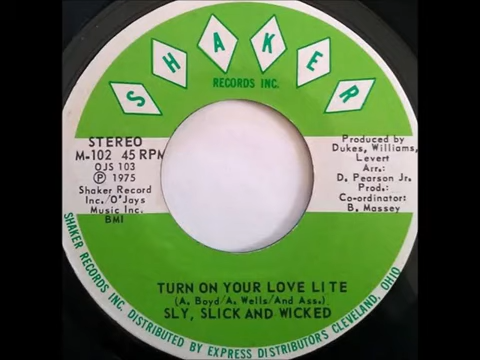 SHAKER
RECORDS INC.
STEREO
M-102 45 RPM
OJS 103
Ⓟ 1975
Shaker Record
Inc./O'Jays
Music Inc.
BMI
Produced by
Dukes, Williams,
Levert
Arr.:
D. Pearson Jr.
Prod.:
Co-ordinator:
B. Massey
TURN ON YOUR LOVE LITE
(A. Boyd/A. Wells/And Ass.)
SLY, SLICK AND WICKED
SHAKER RECORDS INC. DISTRIBUTED BY EXPRESS DISTRIBUTORS CLEVELAND, OHIO